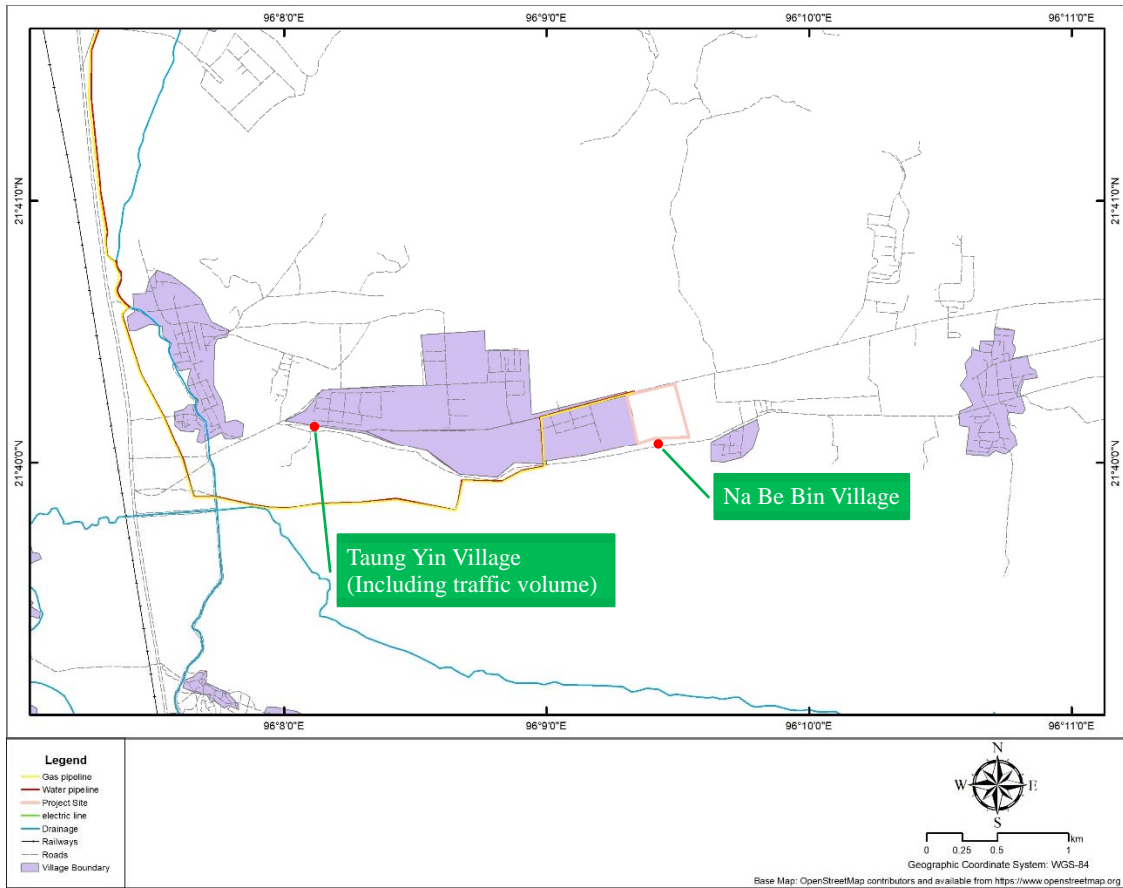 96°8'0"E
96°9'0"E
96°10'0"E
96°11'0"E
21°41'0"N
21°41'0"N
21°40'0"N
21°40'0"N
Na Be Bin Village
Taung Yin Village
(Including traffic volume)
96°8'0"E
96°9'0"E
96°10'0"E
96°11'0"E
Legend
Gas pipeline
Water pipeline
Project Site
electric line
Drainage
Railways
Roads
Village Boundary
N
W
E
S
km
0 0.25 0.5 1
Geographic Coordinate System: WGS-84
Base Map: OpenStreetMap contributors and available from https://www.openstreetmap.org